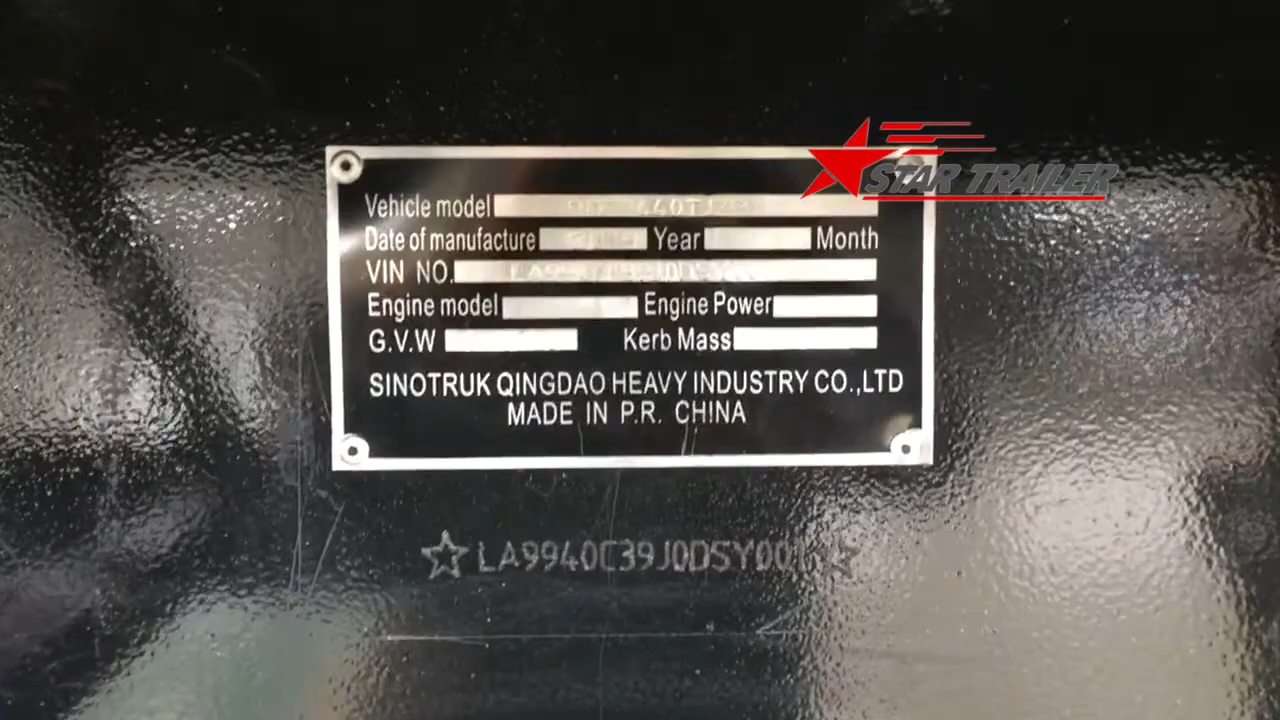 STAR TRAILER
Vehicle model
Date of manufacture Year Month
VIN NO.
Engine model Engine Power
G.V.W Kerb Mass
SINOTRUK QINGDAO HEAVY INDUSTRY CO.,LTD
MADE IN P.R. CHINA
☆LA9940C39J0DSY001☆